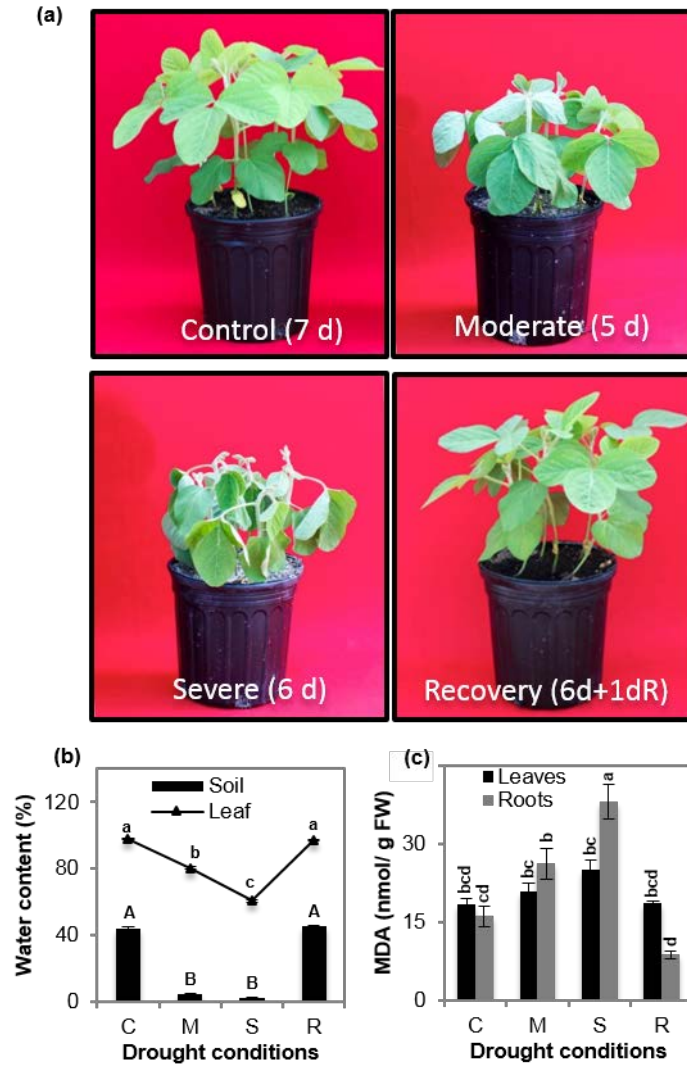 (a)
Control (7 d)
Moderate (5 d)
Severe (6 d)
Recovery (6d+1dR)
(b)
Soil
Leaf
Water content (%)
120
80
40
0
a
b
c
a
A
B
B
A
C
M
S
R
Drought conditions
(c)
Leaves
Roots
MDA (nmol/ g FW)
30
15
0
bcd
cd
bc
b
bc
a
bcd
d
C
M
S
R
Drought conditions